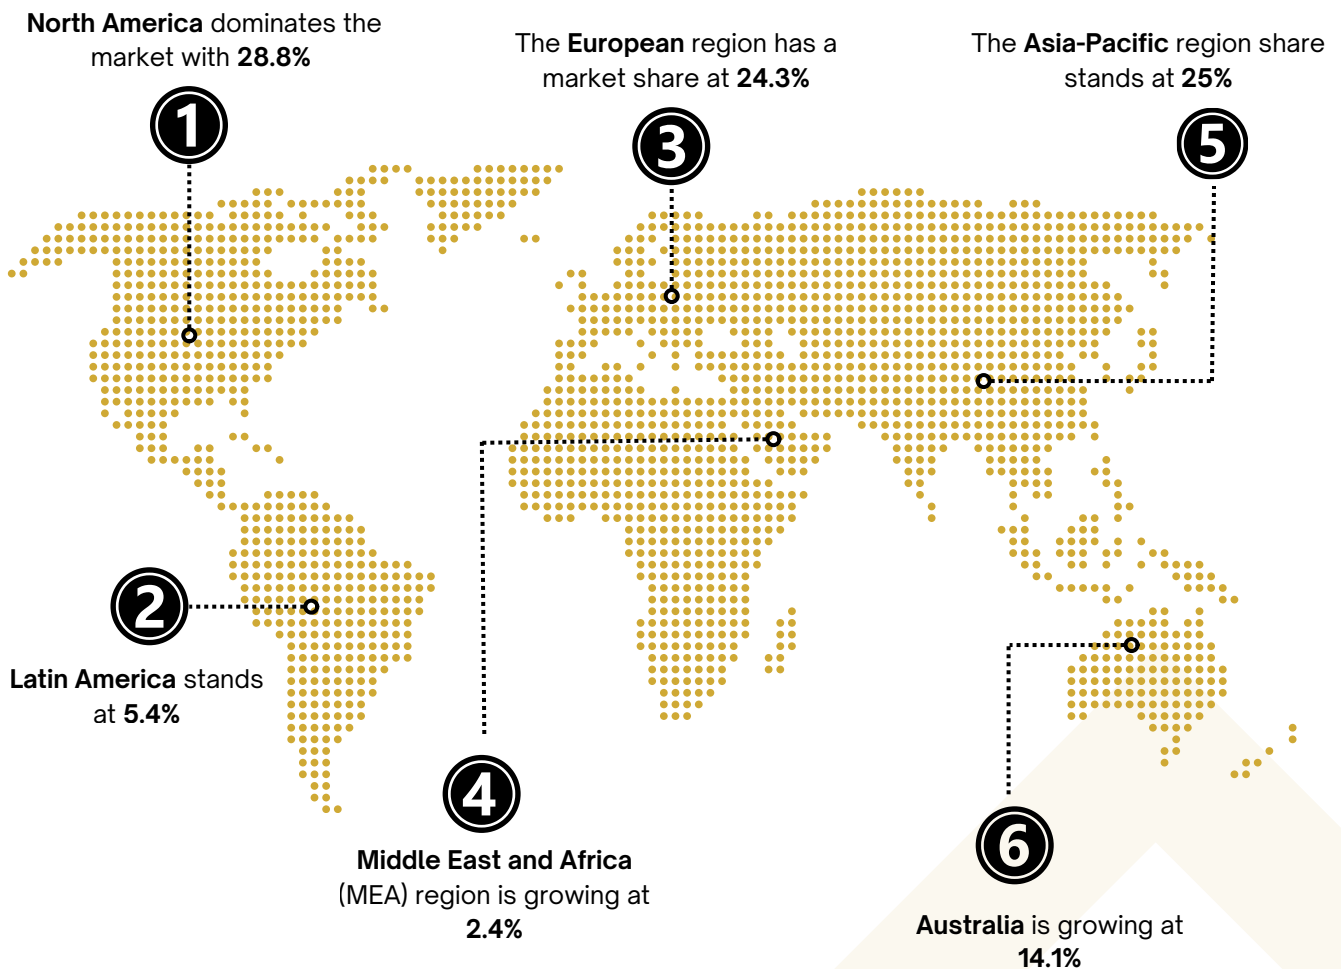 North America dominates the
market with 28.8%
1
The European region has a
market share at 24.3%
3
The Asia-Pacific region share
stands at 25%
5
2
Latin America stands
at 5.4%
4
Middle East and Africa
(MEA) region is growing at
2.4%
6
Australia is growing at
14.1%